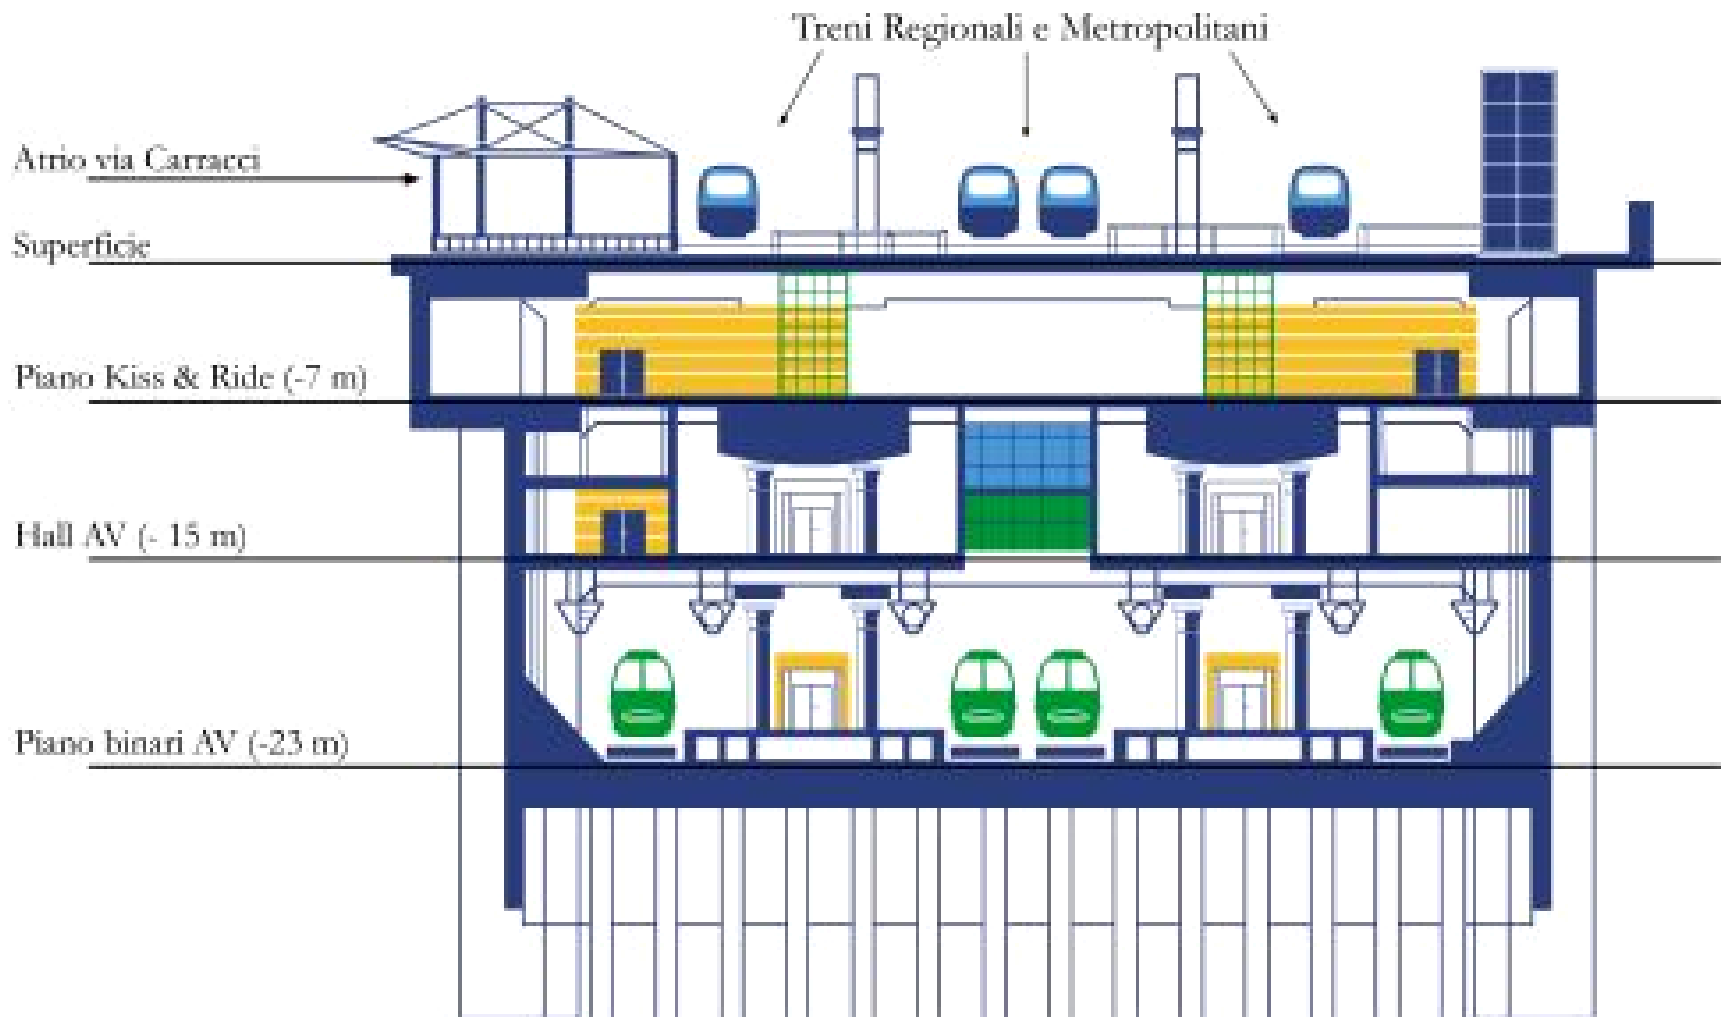 Treni Regionali e Metropolitani
Atrio via Carracci
Superficie
Piano Kiss & Ride (-7 m)
Hall AV (- 15 m)
Piano binari AV (-23 m)